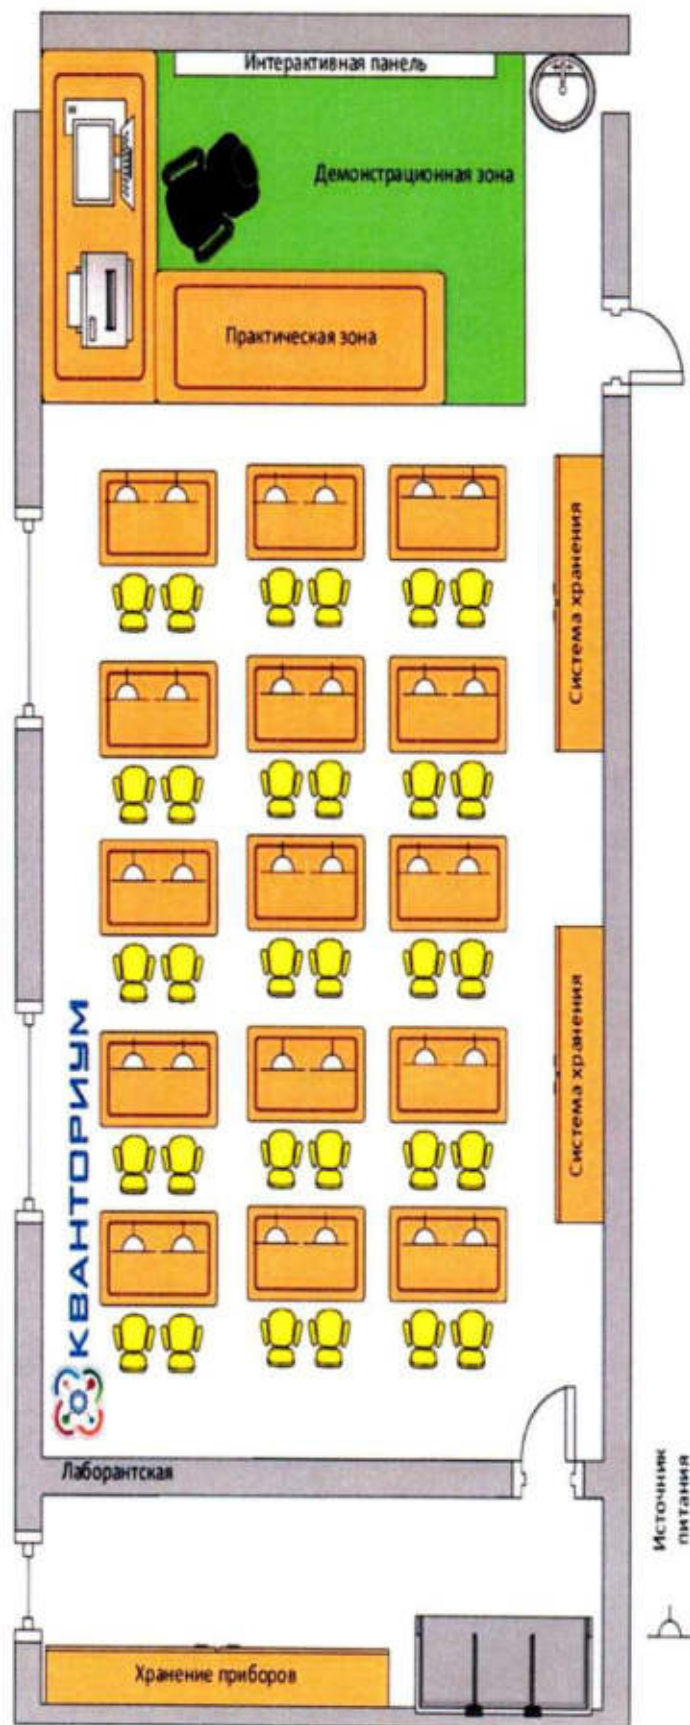 Интерактивная панель
Демонстрационная зона
Практическая зона
Система хранения
Система хранения
КВАНТОРИУМ
Лаборантская
Источник
питания
Хранение приборов